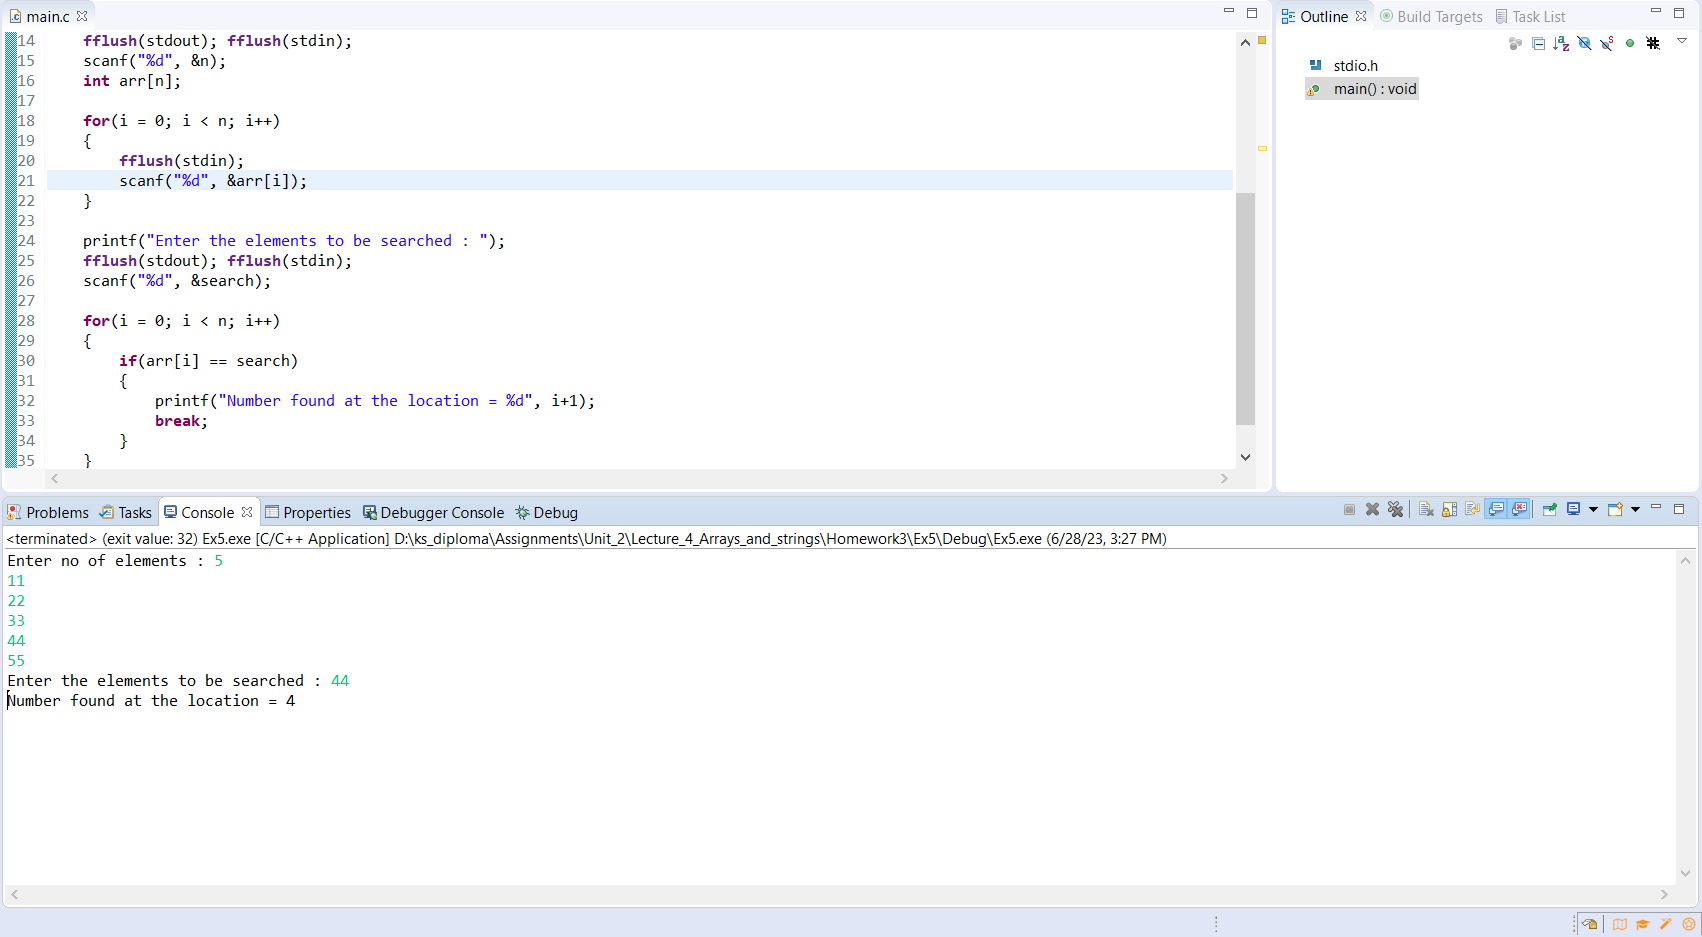 main.c
14 fflush(stdout); fflush(stdin);
15 scanf("%d", &n);
16 int arr[n];
17
18 for(i = 0; i < n; i++)
19 {
20 fflush(stdin);
21 scanf("%d", &arr[i]);
22 }
23
24 printf("Enter the elements to be searched : ");
25 fflush(stdout); fflush(stdin);
26 scanf("%d", &search);
27
28 for(i = 0; i < n; i++)
29 {
30 if(arr[i] == search)
31 {
32 printf("Number found at the location = %d", i+1);
33 break;
34 }
35 }
Outline Build Targets Task List
stdio.h
main() : void
Problems Tasks Console Properties Debugger Console Debug
<terminated> (exit value: 32) Ex5.exe [C/C++ Application] D:\ks_diploma\Assignments\Unit_2\Lecture_4_Arrays_and_strings\Homework3\Ex5\Debug\Ex5.exe (6/28/23, 3:27 PM)
Enter no of elements : 5
11
22
33
44
55
Enter the elements to be searched : 44
Number found at the location = 4